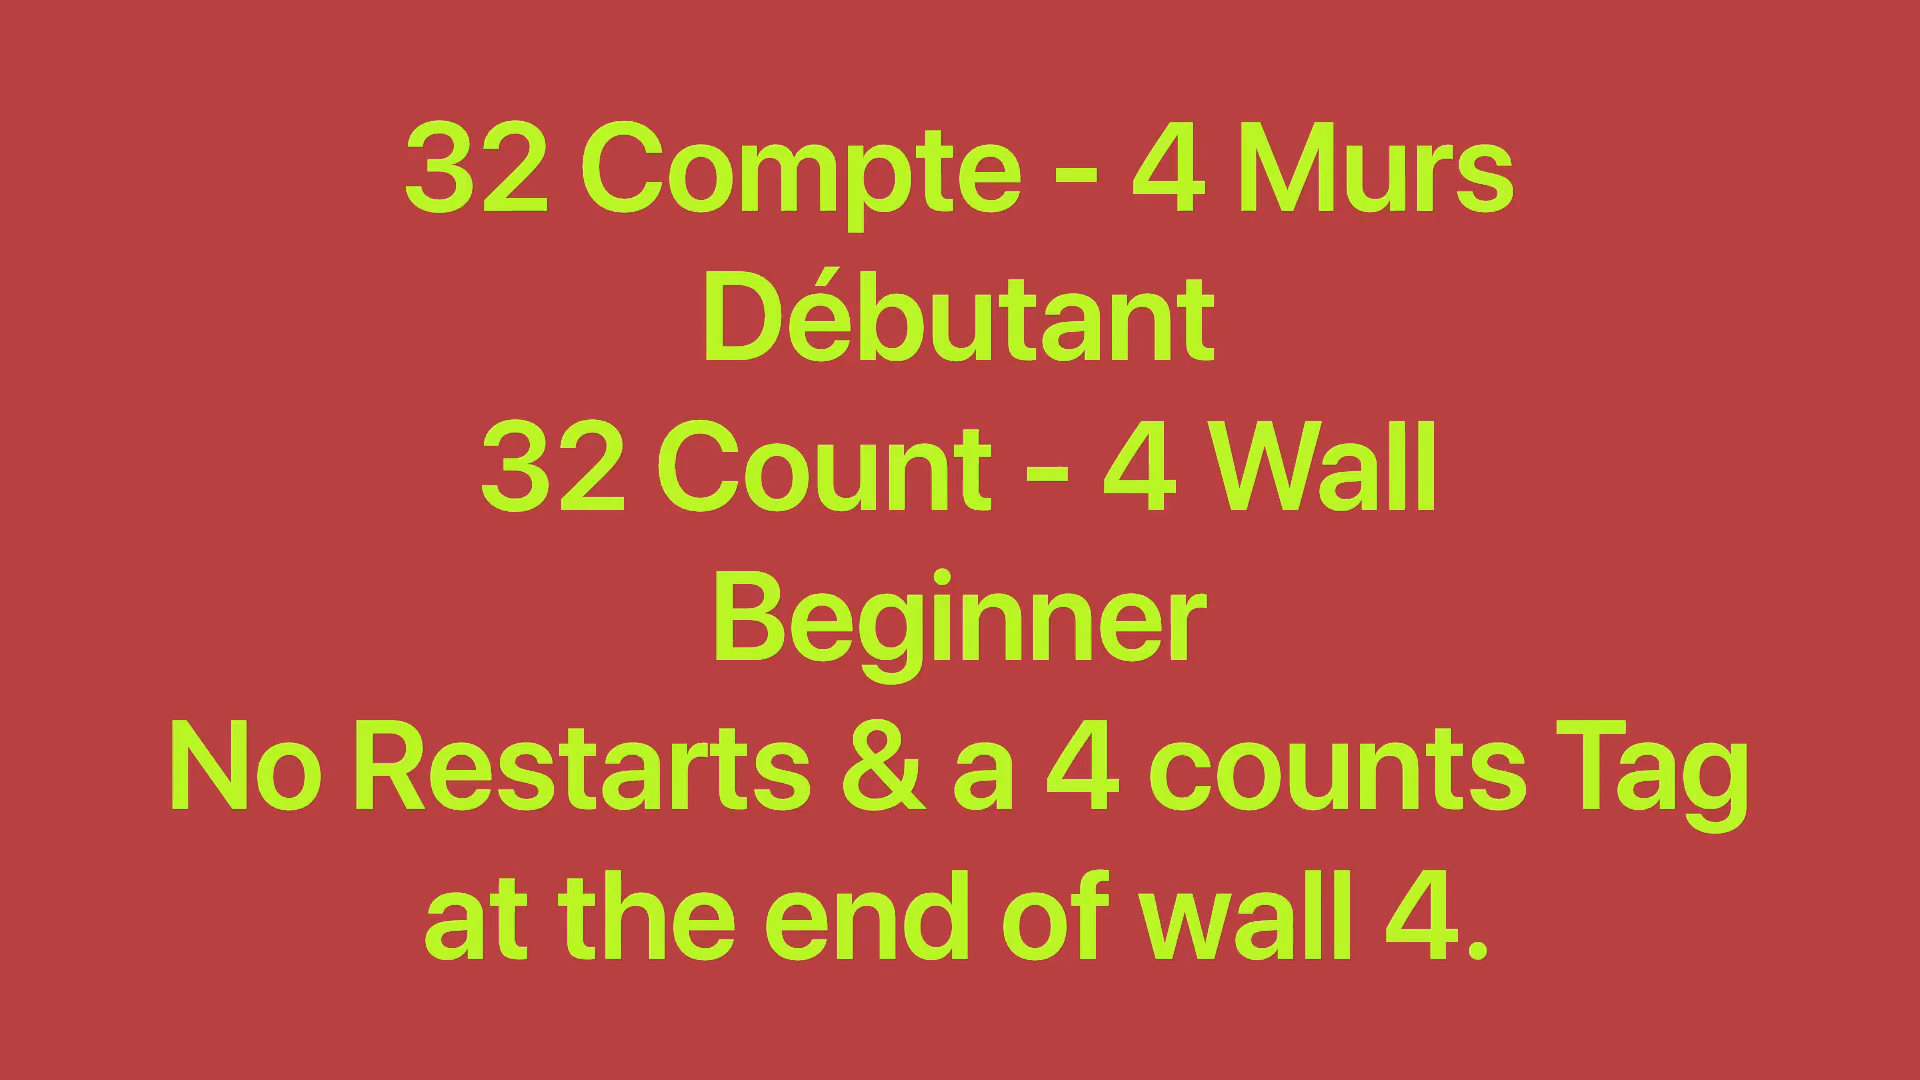 32 Compte - 4 Murs
Débutant
32 Count - 4 Wall
Beginner
No Restarts & a 4 counts Tag
at the end of wall 4.